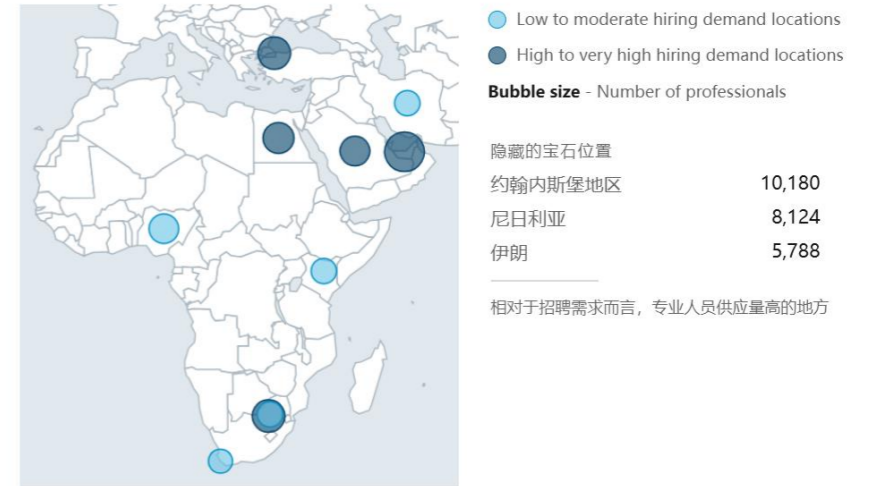 Low to moderate hiring demand locations
High to very high hiring demand locations
Bubble size - Number of professionals
隐藏的宝石位置
约翰内斯堡地区 10,180
尼日利亚 8,124
伊朗 5,788
相对于招聘需求而言，专业人员供应量高的地方